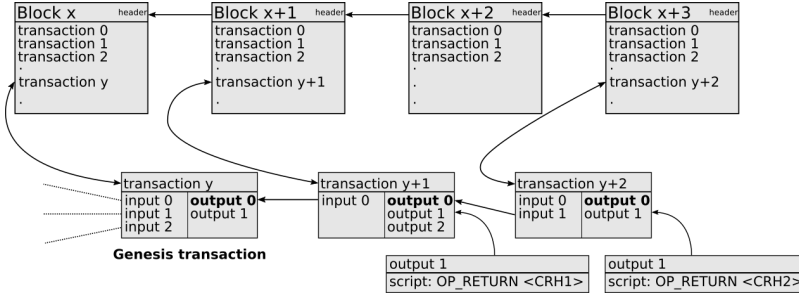 Block x header
transaction 0
transaction 1
transaction 2
.
transaction y
.
Block x+1 header
transaction 0
transaction 1
transaction 2
.
transaction y+1
.
Block x+2 header
transaction 0
transaction 1
transaction 2
.
.
.
Block x+3 header
transaction 0
transaction 1
transaction 2
.
transaction y+2
.
transaction y
input 0 output 0
input 1 output 1
input 2
Genesis transaction
transaction y+1
input 0 output 0
output 1
output 2
transaction y+2
input 0 output 0
input 1 output 1
output 1
script: OP_RETURN <CRH1>
output 1
script: OP_RETURN <CRH2>